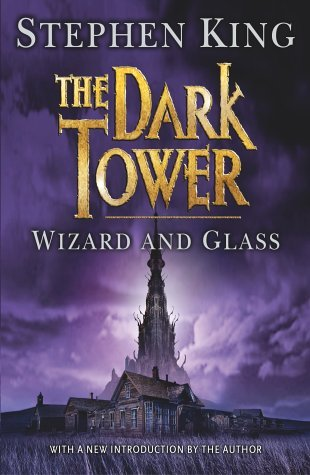 STEPHEN KING
THE DARK
TOWER
WIZARD AND GLASS
WITH A NEW INTRODUCTION BY THE AUTHOR